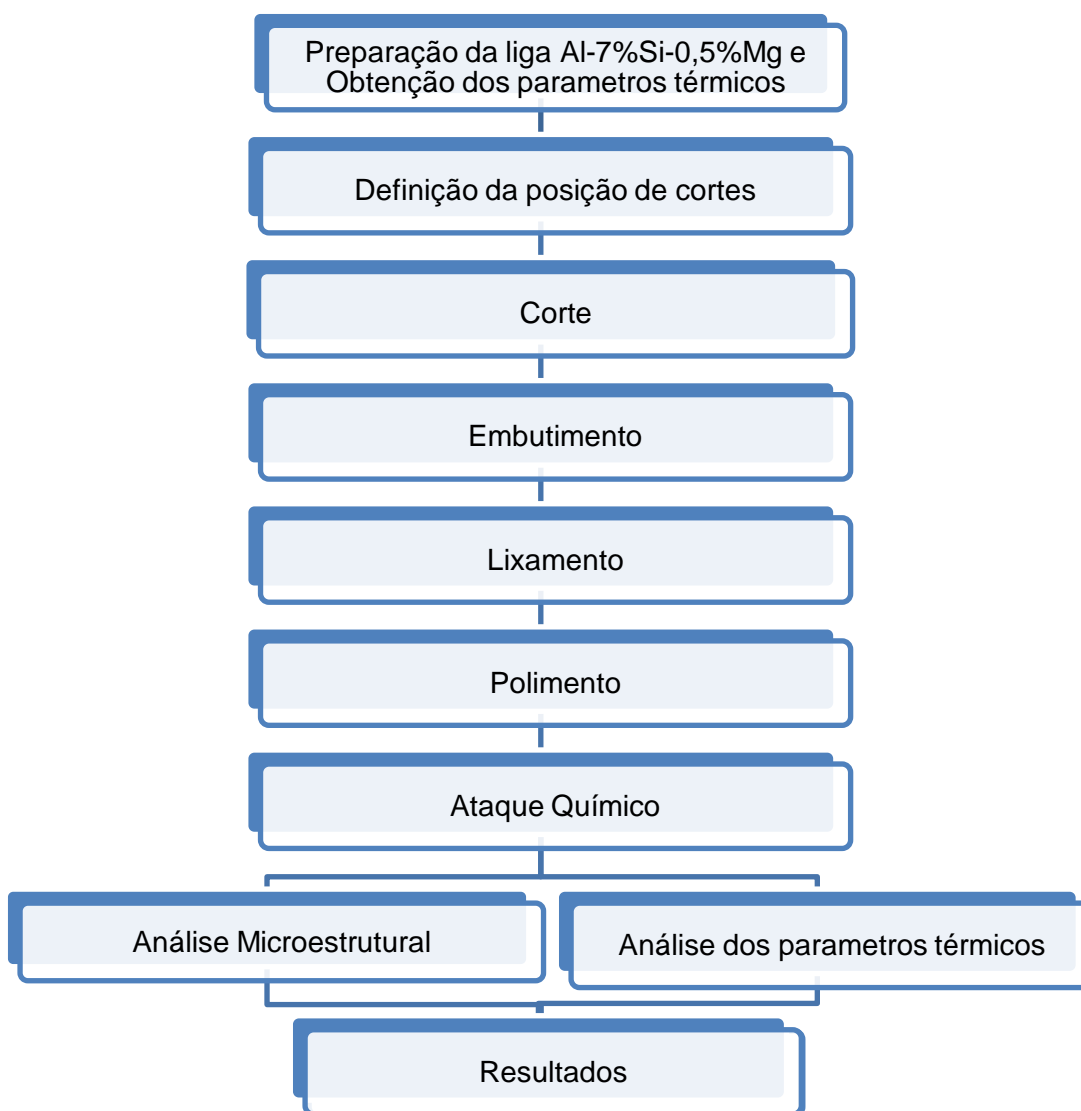 Preparação da liga Al-7%Si-0,5%Mg e
Obtenção dos parametros térmicos
Definição da posição de cortes
Corte
Embutimento
Lixamento
Polimento
Ataque Químico
Análise Microestrutural
Análise dos parametros térmicos
Resultados